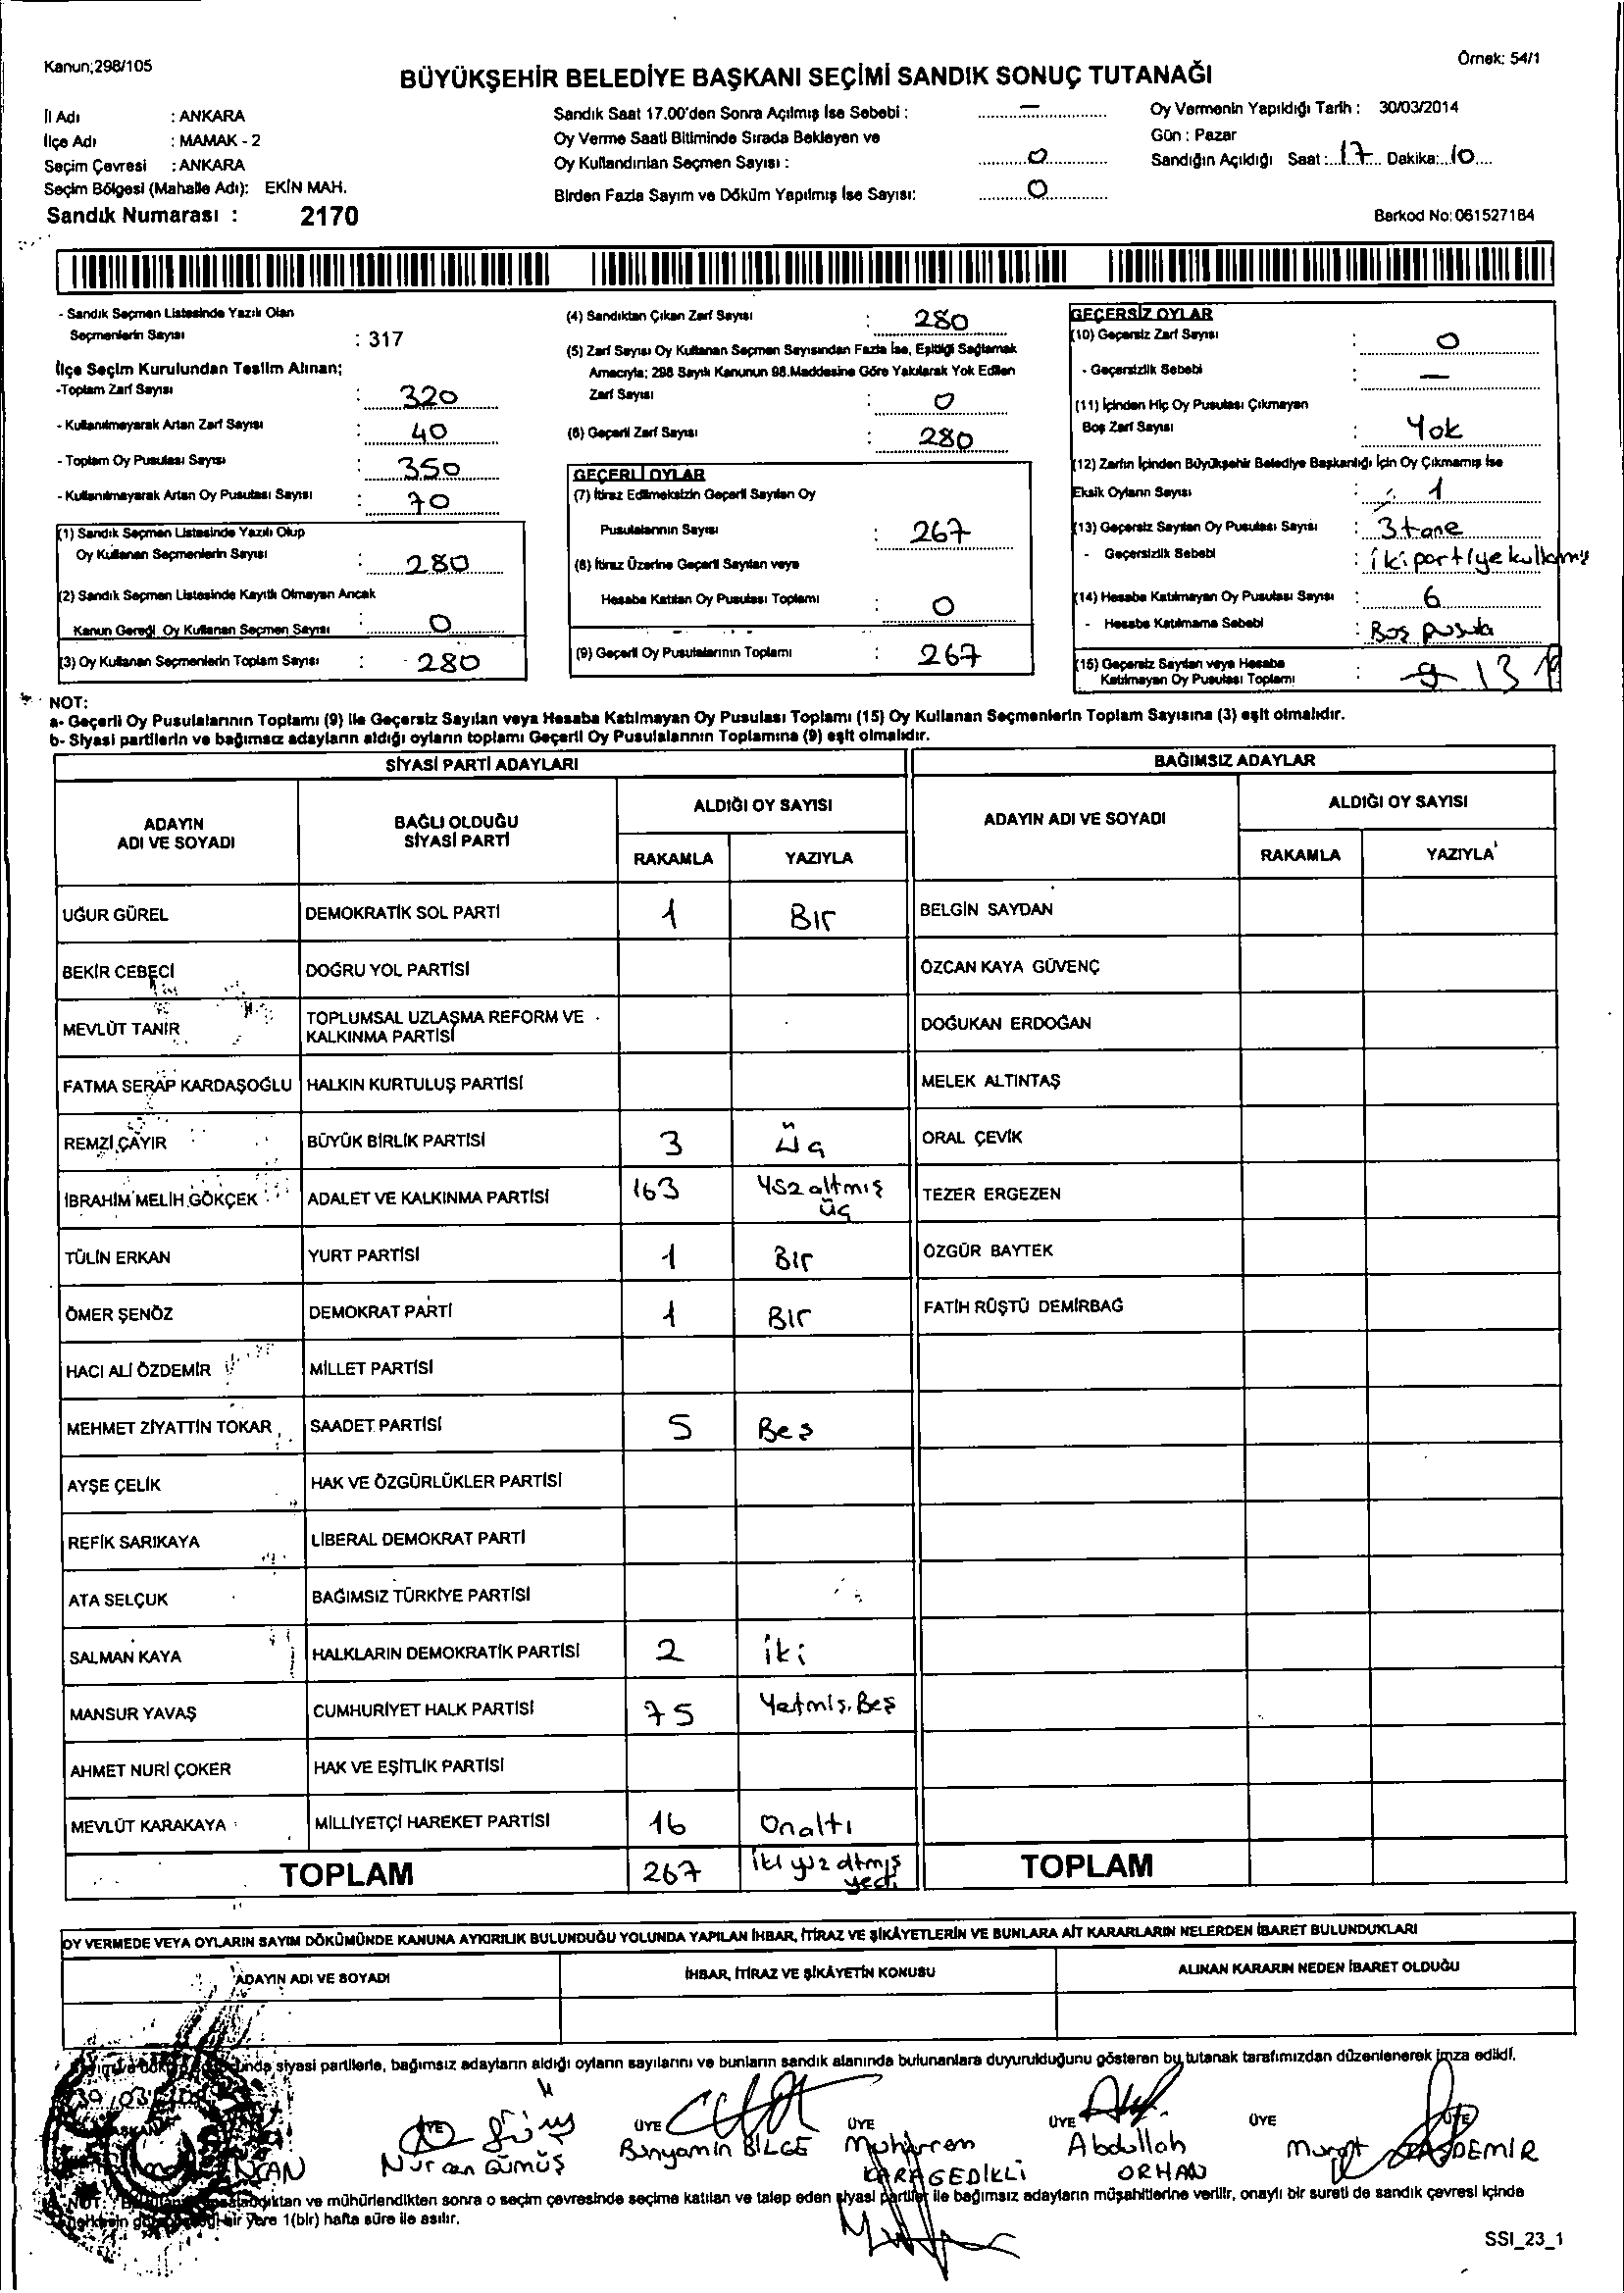 Kanun;298/105
Örnek: 54/1
BÜYÜKŞEHİR BELEDİYE BAŞKANI SEÇİMİ SANDIK SONUÇ TUTANAĞI
İl Adı : ANKARA
İlçe Adı : MAMAK - 2
Seçim Çevresi : ANKARA
Seçim Bölgesi (Mahalle Adı): EKİN MAH.
Sandık Numarası : 2170
Sandık Saat 17.00'den Sonra Açılmış İse Sebebi : —
Oy Verme Saati Bitiminde Sırada Bekleyen ve
Oy Kullandırılan Seçmen Sayısı : 0
Birden Fazla Sayım ve Döküm Yapılmış İse Sayısı: 0
Oy Vermenin Yapıldığı Tarih : 30/03/2014
Gün : Pazar
Sandığın Açıldığı Saat: 17 Dakika: 10
Barkod No: 061527184
- Sandık Seçmen Listesinde Yazılı Olan
Seçmenlerin Sayısı : 317
İlçe Seçim Kurulundan Teslim Alınan;
-Toplam Zarf Sayısı : 320
- Kullanılmayarak Artan Zarf Sayısı : 40
- Toplam Oy Pusulası Sayısı : 350
- Kullanılmayarak Artan Oy Pusulası Sayısı : 70
(1) Sandık Seçmen Listesinde Yazılı Olup
Oy Kullanan Seçmenlerin Sayısı : 280
(2) Sandık Seçmen Listesinde Kayıtlı Olmayan Ancak
Kanun Gereği Oy Kullanan Seçmen Sayısı : 0
(3) Oy Kullanan Seçmenlerin Toplam Sayısı : 280
(4) Sandıktan Çıkan Zarf Sayısı : 280
(5) Zarf Sayısı Oy Kullanan Seçmen Sayısından Fazla İse, Eşitliği Sağlamak
Amacıyla; 298 Sayılı Kanunun 98.Maddesine Göre Yakılarak Yok Edilen
Zarf Sayısı : 0
(6) Geçerli Zarf Sayısı : 280
GEÇERLİ OYLAR
(7) İtiraz Edilmeksizin Geçerli Sayılan Oy
Pusulalarının Sayısı : 267
(8) İtiraz Üzerine Geçerli Sayılan veya
Hesaba Katılan Oy Pusulası Toplamı : 0
(9) Geçerli Oy Pusulalarının Toplamı : 267
GEÇERSİZ OYLAR
(10) Geçersiz Zarf Sayısı : 0
- Geçersizlik Sebebi : —
(11) İçinden Hiç Oy Pusulası Çıkmayan
Boş Zarf Sayısı : Yok
(12) Zarfın İçinden Büyükşehir Belediye Başkanlığı İçin Oy Çıkmamış İse
Eksik Oyların Sayısı : 1
(13) Geçersiz Sayılan Oy Pusulası Sayısı : 3 tane
- Geçersizlik Sebebi : iki partiye kullanmış
(14) Hesaba Katılmayan Oy Pusulası Sayısı : 6
- Hesaba Katılmama Sebebi : Boş pusula
(15) Geçersiz Sayılan veya Hesaba
Katılmayan Oy Pusulası Toplamı : 9 13
NOT:
a- Geçerli Oy Pusulalarının Toplamı (9) ile Geçersiz Sayılan veya Hesaba Katılmayan Oy Pusulası Toplamı (15) Oy Kullanan Seçmenlerin Toplam Sayısına (3) eşit olmalıdır.
b- Siyasi partilerin ve bağımsız adayların aldığı oyların toplamı Geçerli Oy Pusulalarının Toplamına (9) eşit olmalıdır.
SİYASİ PARTİ ADAYLARI BAĞIMSIZ ADAYLAR
ADAYIN ADI VE SOYADI BAĞLI OLDUĞU SİYASİ PARTİ ALDIĞI OY SAYISI ADAYIN ADI VE SOYADI ALDIĞI OY SAYISI
RAKAMLA YAZIYLA RAKAMLA YAZIYLA
UĞUR GÜREL DEMOKRATİK SOL PARTİ 1 Bir BELGİN SAYDAN
BEKİR CEBECİ DOĞRU YOL PARTİSİ ÖZCAN KAYA GÜVENÇ
MEVLÜT TANIR TOPLUMSAL UZLAŞMA REFORM VE KALKINMA PARTİSİ DOĞUKAN ERDOĞAN
FATMA SERAP KARDAŞOĞLU HALKIN KURTULUŞ PARTİSİ MELEK ALTINTAŞ
REMZİ ÇAYIR BÜYÜK BİRLİK PARTİSİ 3 Üç ORAL ÇEVİK
İBRAHİM MELİH GÖKÇEK ADALET VE KALKINMA PARTİSİ 163 Yüz altmış üç TEZER ERGEZEN
TÜLİN ERKAN YURT PARTİSİ 1 Bir ÖZGÜR BAYTEK
ÖMER ŞENÖZ DEMOKRAT PARTİ 1 Bir FATİH RÜŞTÜ DEMİRBAĞ
HACI ALİ ÖZDEMİR MİLLET PARTİSİ
MEHMET ZİYATTİN TOKAR SAADET PARTİSİ 5 Beş
AYŞE ÇELİK HAK VE ÖZGÜRLÜKLER PARTİSİ
REFİK SARIKAYA LİBERAL DEMOKRAT PARTİ
ATA SELÇUK BAĞIMSIZ TÜRKİYE PARTİSİ
SALMAN KAYA HALKLARIN DEMOKRATİK PARTİSİ 2 iki
MANSUR YAVAŞ CUMHURİYET HALK PARTİSİ 75 Yetmiş Beş
AHMET NURİ ÇOKER HAK VE EŞİTLİK PARTİSİ
MEVLÜT KARAKAYA MİLLİYETÇİ HAREKET PARTİSİ 16 Onaltı
TOPLAM 267 iki yüz altmış yedi TOPLAM
OY VERMEDE VEYA OYLARIN SAYIM DÖKÜMÜNDE KANUNA AYKIRILIK BULUNDUĞU YOLUNDA YAPILAN İHBAR, İTİRAZ VE ŞİKÂYETLERİN VE BUNLARA AİT KARARLARIN NELERDEN İBARET BULUNDUKLARI
ADAYIN ADI VE SOYADI İHBAR, İTİRAZ VE ŞİKÂYETİN KONUSU ALINAN KARARIN NEDEN İBARET OLDUĞU
siyasi partilerle, bağımsız adayların aldığı oyların sayılarını ve bunların sandık alanında bulunanlara duyurulduğunu gösteren bu tutanak tarafımızdan düzenlenerek imza edildi.
ÜYE ÜYE ÜYE ÜYE ÜYE
Nurcan Gümüş Bünyamin BİLGE Muharrem KARAGEDİKLİ Abdullah ORHAN Murat TAŞDEMİR
NOT: ve mühürlendikten sonra o seçim çevresinde seçime katılan ve talep eden siyasi partiler ile bağımsız adayların müşahitlerine verilir, onaylı bir sureti de sandık çevresi içinde
bir yere 1(bir) hafta süre ile asılır.
SSI_23_1